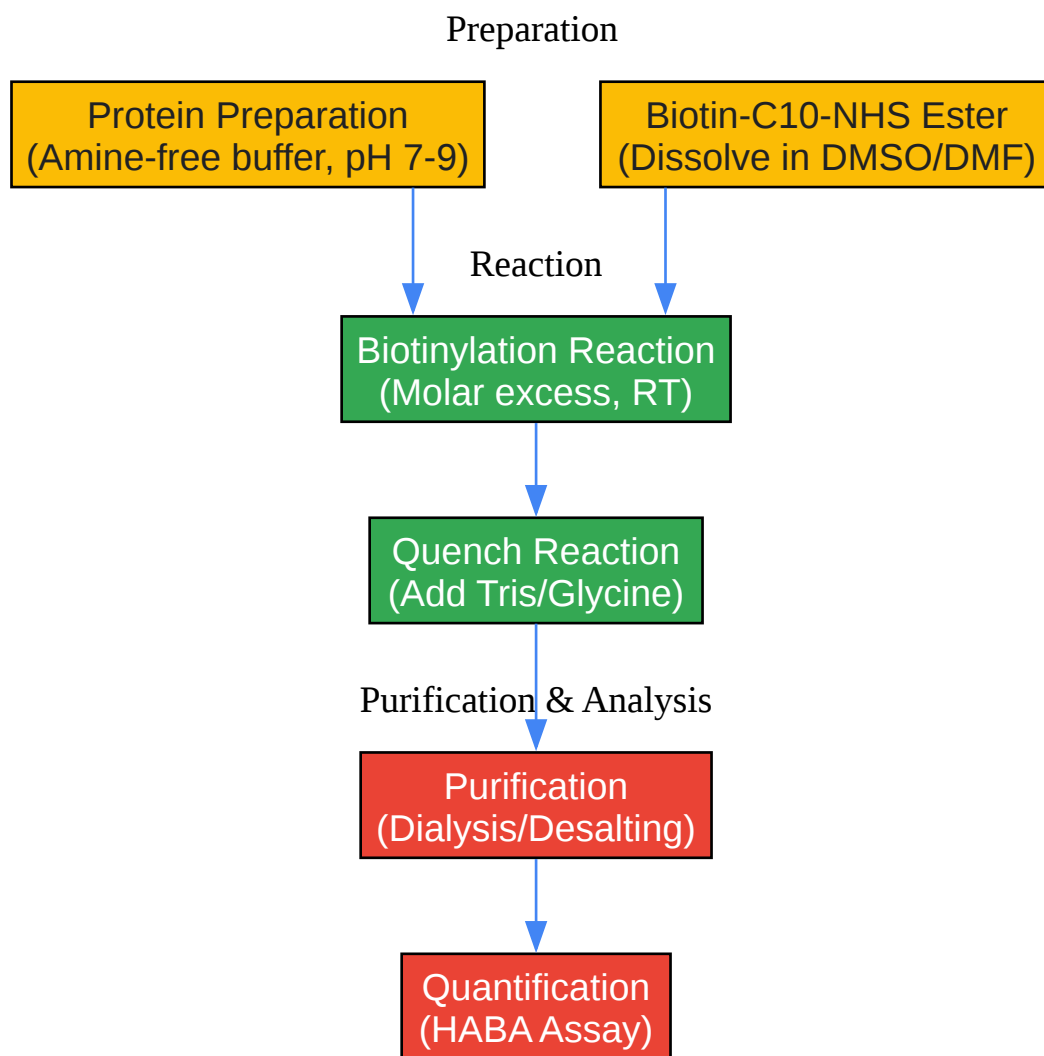 Preparation
Protein Preparation
(Amine-free buffer, pH 7-9)
Biotin-C10-NHS Ester
(Dissolve in DMSO/DMF)
Reaction
Biotinylation Reaction
(Molar excess, RT)
Quench Reaction
(Add Tris/Glycine)
Purification & Analysis
Purification
(Dialysis/Desalting)
Quantification
(HABA Assay)